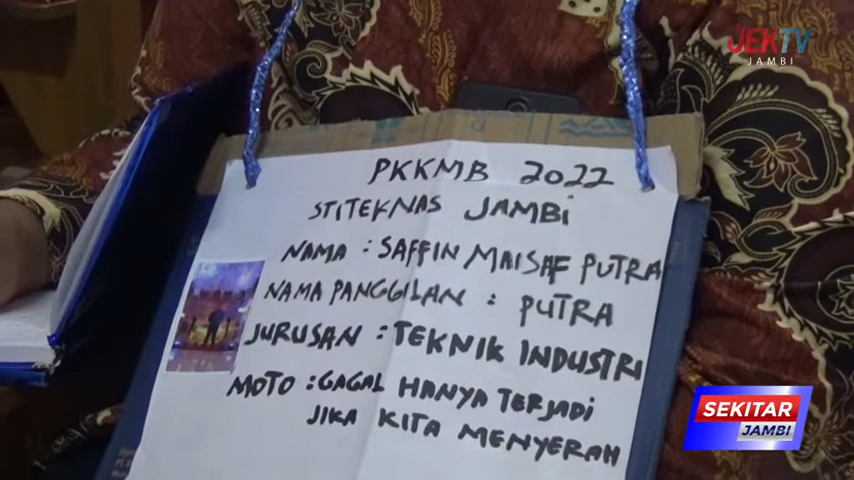 JEKTV
JAMBI
PKKMB 2022
STITEKNAS JAMBi
NAMA : SAFFIN MAISAF PUTRA
NAMA PANGGILAN : PUTRA
JURUSAN : TEKNIK INDUSTRI
MOTO : GAGAL HANYA TERJADI
JIKA KITA MENYERAH
SEKITAR
JAMBI